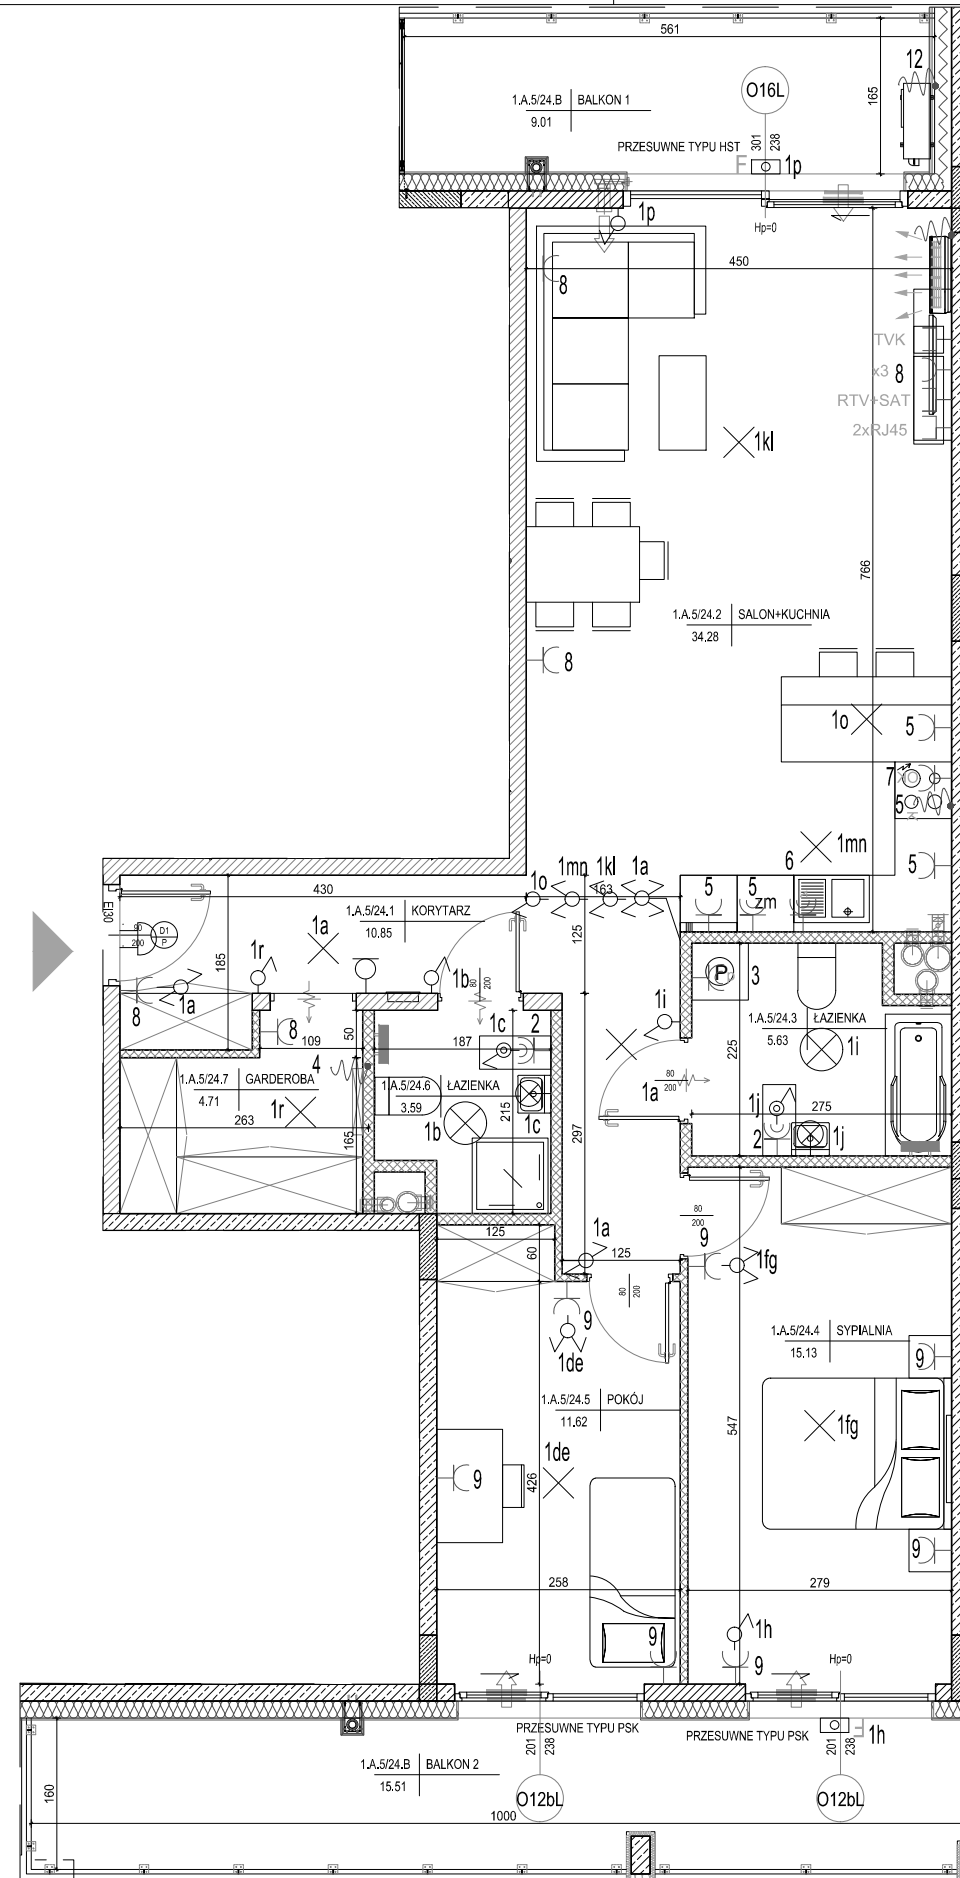 561
12
O16L
1.A.5/24.B BALKON 1
9.01
165
301
238
PRZESUWNE TYPU HST
F
1p
1p
Hp=0
450
8
TVK
x3 8
RTV+SAT
2xRJ45
1kl
766
1.A.5/24.2 SALON+KUCHNIA
34.28
8
1o
5
7
5
6
1mn
5
5
5
zm
430
1o
1mn
1kl
1a
163
EI30
90
200
D1
P
1.A.5/24.1 KORYTARZ
10.85
1a
1r
185
125
8
1a
1b
80
200
P
3
1i
8
50
109
4
187
1c
2
1.A.5/24.3 ŁAZIENKA
5.63
1i
225
1.A.5/24.7 GARDEROBA
4.71
1r
263
165
1.A.5/24.6 ŁAZIENKA
3.59
1b
215
1c
297
1a
80
200
275
1j
2
1j
125
60
1a
125
80
200
80
200
9
1fg
9
1de
1.A.5/24.4 SYPIALNIA
15.13
9
1.A.5/24.5 POKÓJ
11.62
547
1fg
1de
9
426
9
258
279
9
1h
9
Hp=0
Hp=0
PRZESUWNE TYPU PSK
PRZESUWNE TYPU PSK
201
238
201
238
F
1h
1.A.5/24.B BALKON 2
15.51
O12bL
O12bL
160
1000